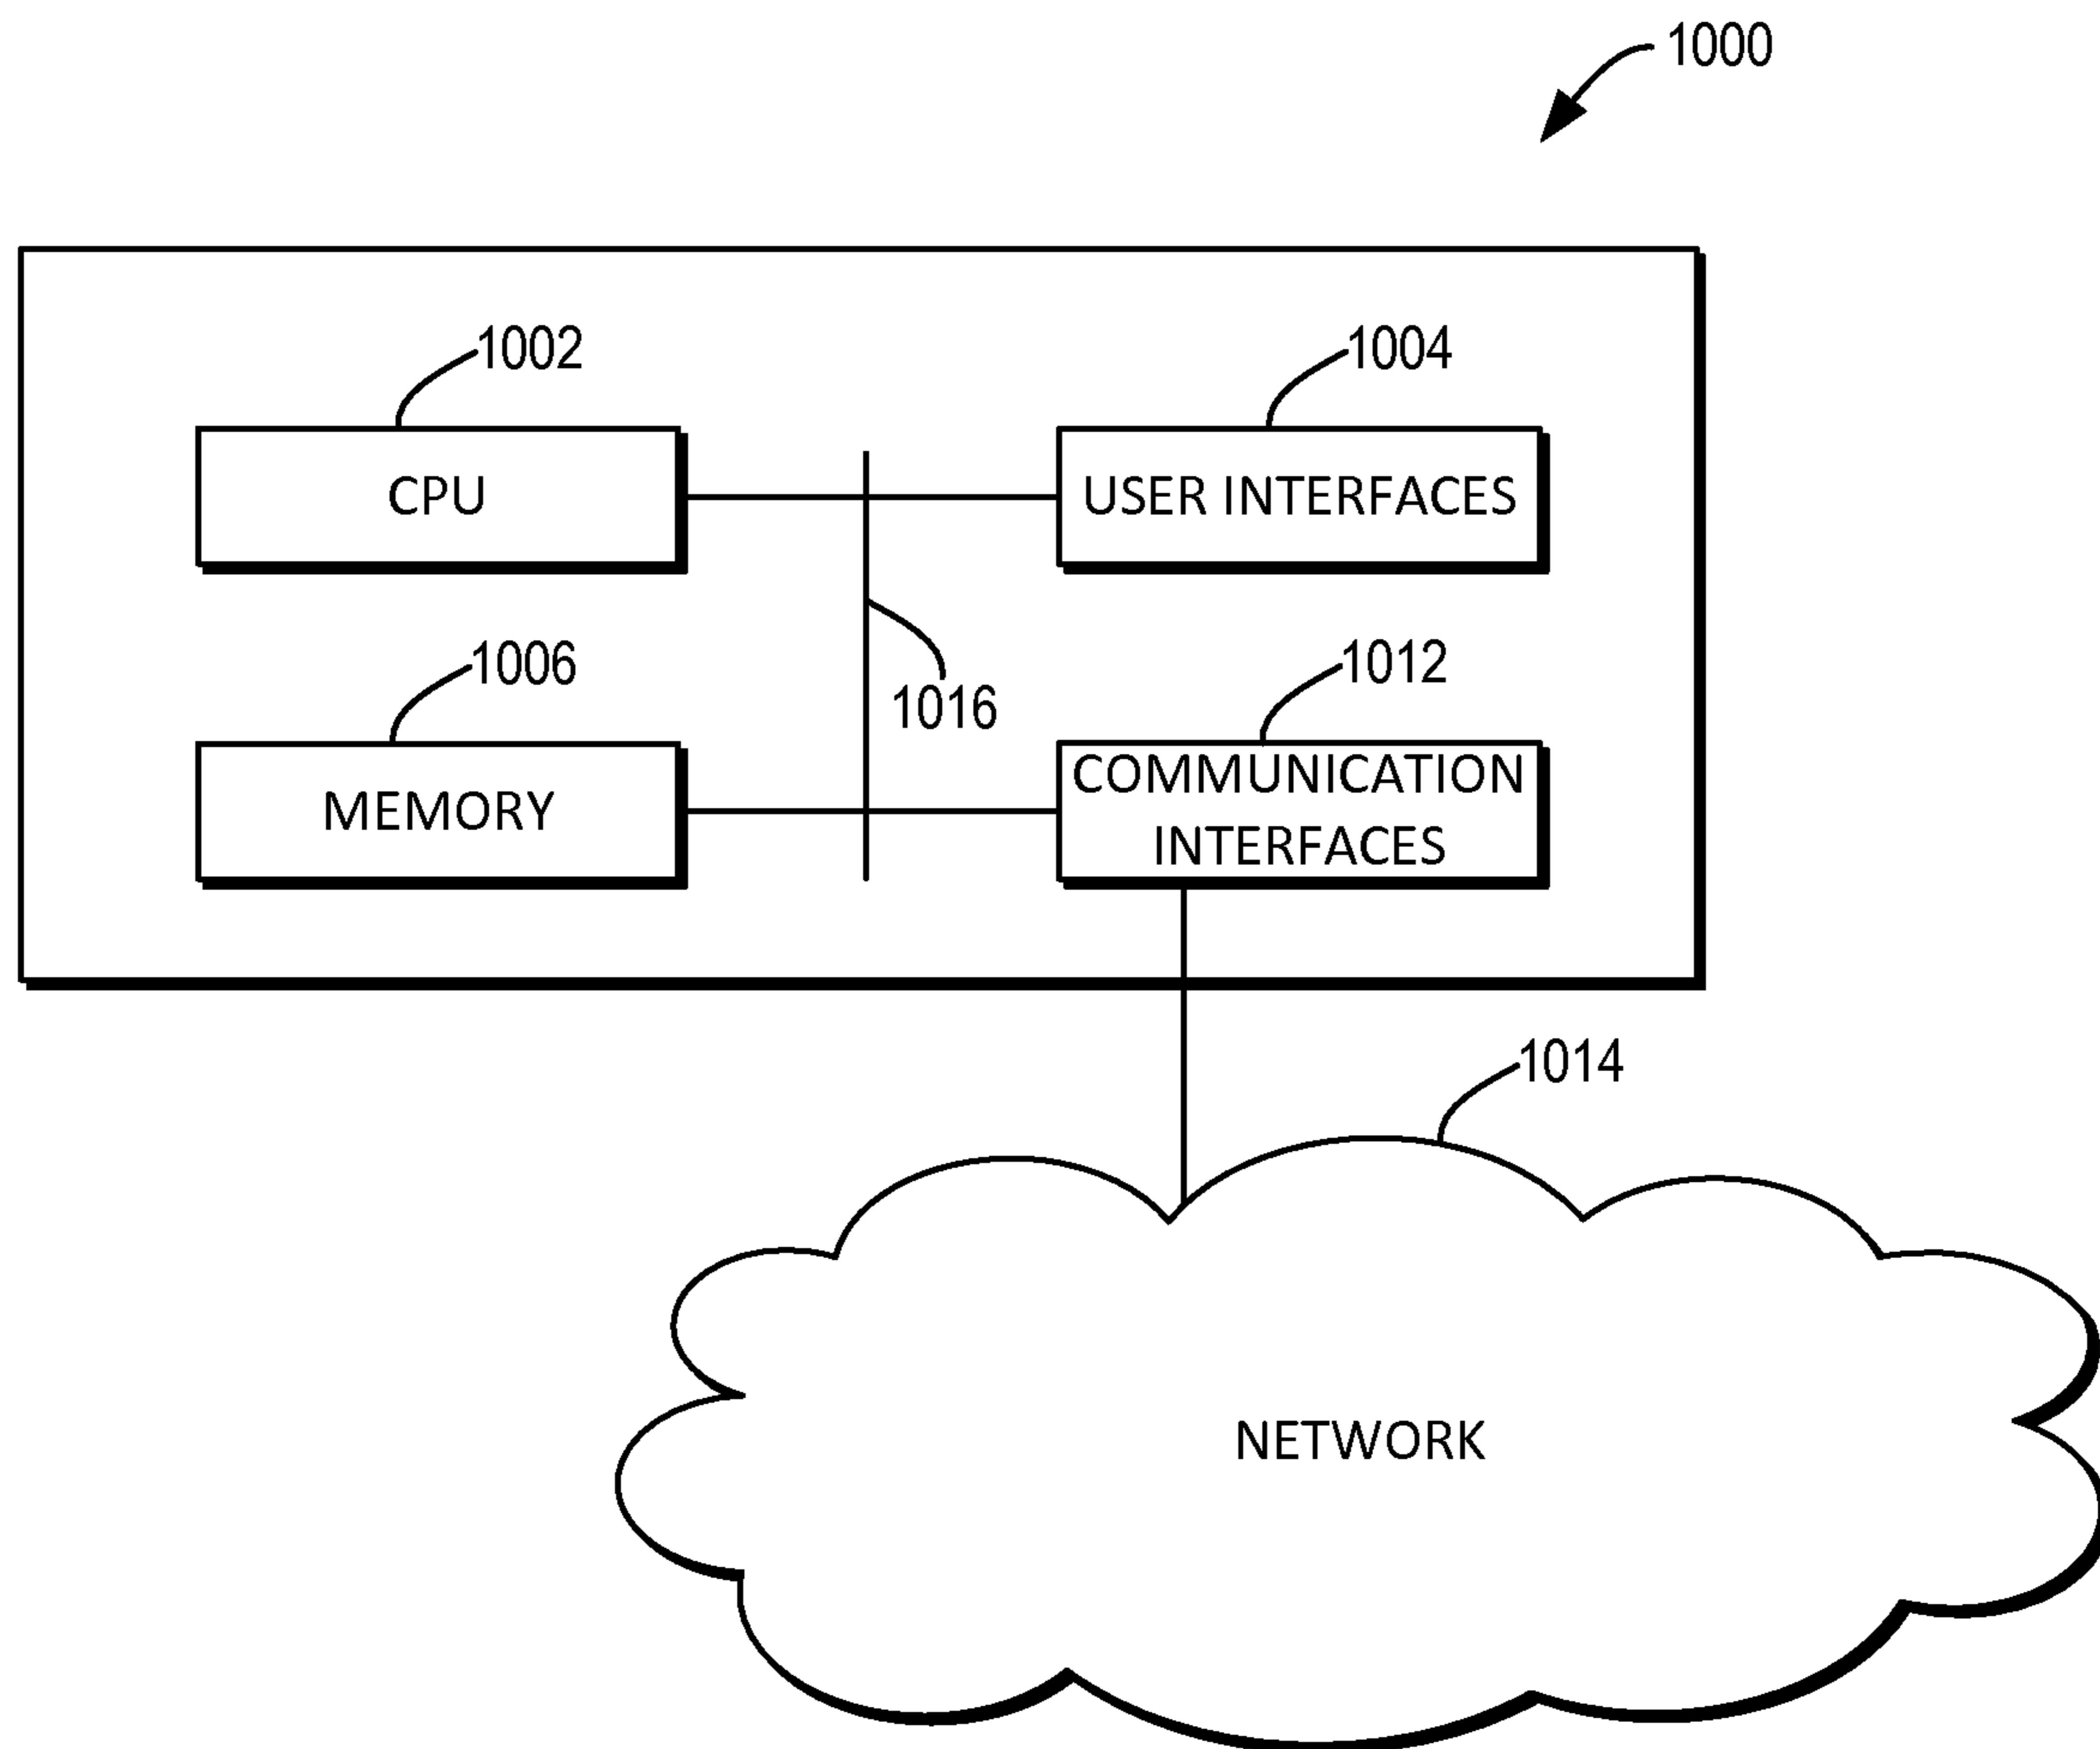 1000
1002
1004
CPU
USER INTERFACES
1006
1016
1012
MEMORY
COMMUNICATION
INTERFACES
1014
NETWORK